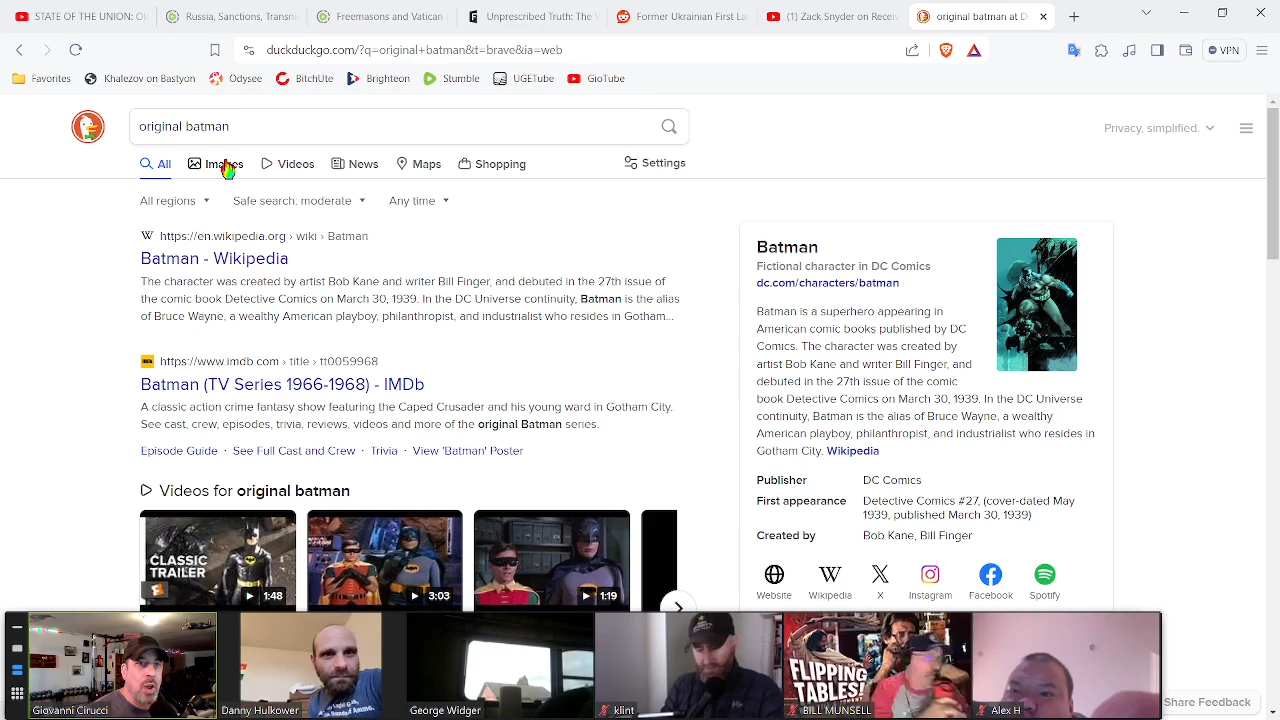 STATE OF THE UNION: Ol
Russia, Sanctions, Transni
Freemasons and Vatican
Unprescripted Truth: The V
Former Ukrainian First La
(1) Zack Snyder on Receiv
original batman at D
duckduckgo.com/?q=original+batman&t=brave&ia=web
VPN
Favorites
Khalezov on Bastyon
Odysee
BitchUte
Brighteon
Stumble
UGETube
GioTube
original batman
Privacy, simplified.
All
Images
Videos
News
Maps
Shopping
Settings
All regions
Safe search: moderate
Any time
https://en.wikipedia.org › wiki › Batman
Batman - Wikipedia
The character was created by artist Bob Kane and writer Bill Finger, and debuted in the 27th issue of
the comic book Detective Comics on March 30, 1939. In the DC Universe continuity, Batman is the alias
of Bruce Wayne, a wealthy American playboy, philanthropist, and industrialist who resides in Gotham...
https://www.imdb.com › title › tt0059968
Batman (TV Series 1966-1968) - IMDb
A classic action crime fantasy show featuring the Caped Crusader and his young ward in Gotham City.
See cast, crew, episodes, trivia, reviews, videos and more of the original Batman series.
Episode Guide · See Full Cast and Crew · Trivia · View 'Batman' Poster
Videos for original batman
CLASSIC
TRAILER
1:48
3:03
1:19
Batman
Fictional character in DC Comics
dc.com/characters/batman
Batman is a superhero appearing in
American comic books published by DC
Comics. The character was created by
artist Bob Kane and writer Bill Finger, and
debuted in the 27th issue of the comic
book Detective Comics on March 30, 1939. In the DC
Universe continuity, Batman is the alias of Bruce Wayne, a wealthy
American playboy, philanthropist, and industrialist who resides in
Gotham City. Wikipedia
Publisher DC Comics
First appearance Detective Comics #27, (cover-dated May
1939, published March 30, 1939)
Created by Bob Kane, Bill Finger
Website
Wikipedia
X
Instagram
Facebook
Spotify
Giovanni Cirucci
Danny Hulkower
George Widger
klint
FLIPPING
TABLES!
BILL MUNSELL
Alex H
Share Feedback